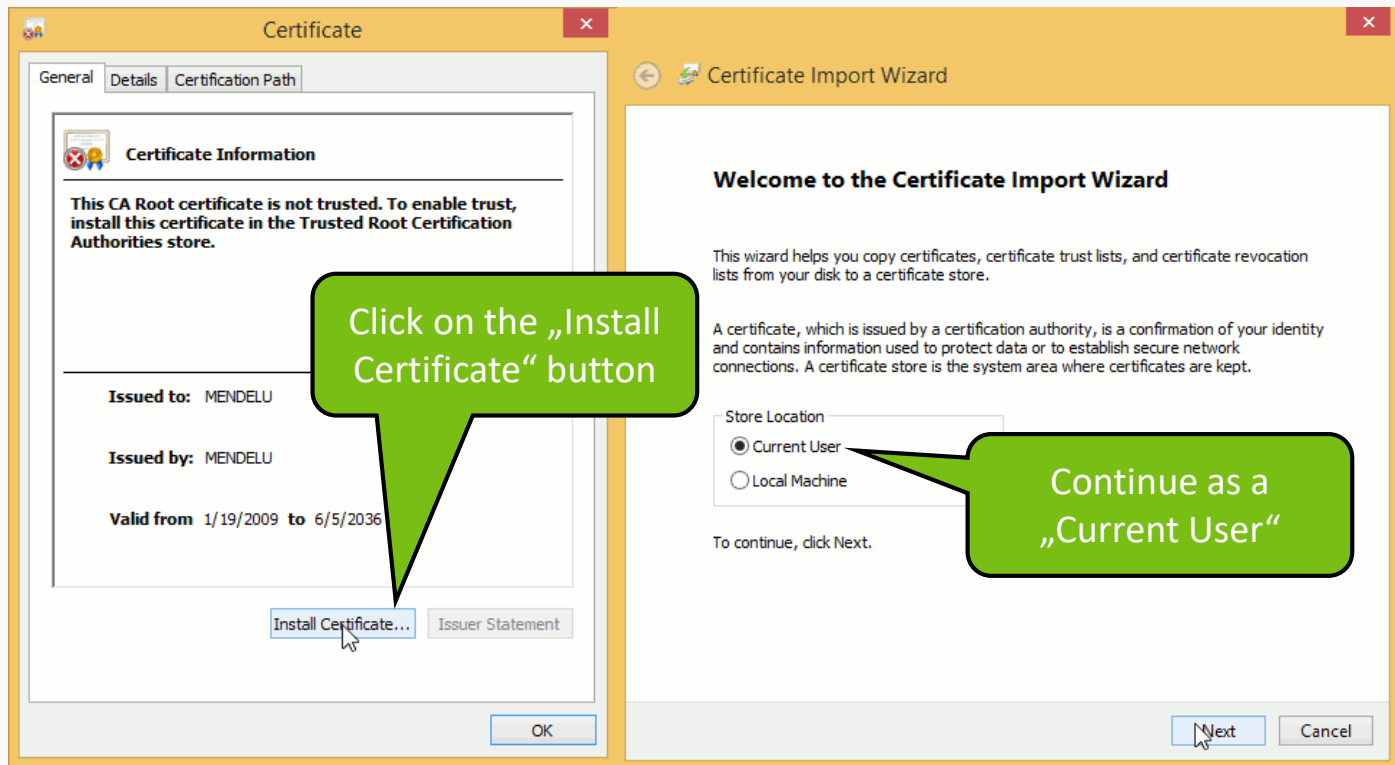 Certificate
General Details Certification Path
Certificate Information
This CA Root certificate is not trusted. To enable trust,
install this certificate in the Trusted Root Certification
Authorities store.
Click on the „Install
Certificate“ button
Issued to: MENDELU
Issued by: MENDELU
Valid from 1/19/2009 to 6/5/2036
Install Certificate... Issuer Statement
OK
Certificate Import Wizard
Welcome to the Certificate Import Wizard
This wizard helps you copy certificates, certificate trust lists, and certificate revocation
lists from your disk to a certificate store.
A certificate, which is issued by a certification authority, is a confirmation of your identity
and contains information used to protect data or to establish secure network
connections. A certificate store is the system area where certificates are kept.
Store Location
Current User
Local Machine
Continue as a
„Current User“
To continue, click Next.
Next Cancel